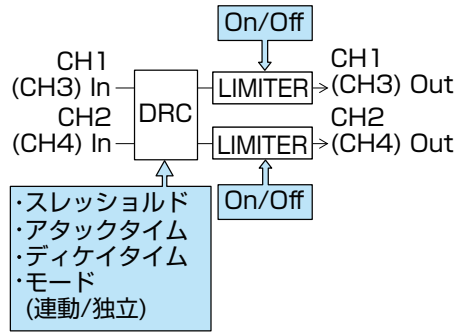 On/Off
CH1
(CH3) In
DRC
LIMITER
CH1
(CH3) Out
CH2
(CH4) In
LIMITER
CH2
(CH4) Out
On/Off
・スレッショルド
・アタックタイム
・ディケイタイム
・モード
(連動/独立)